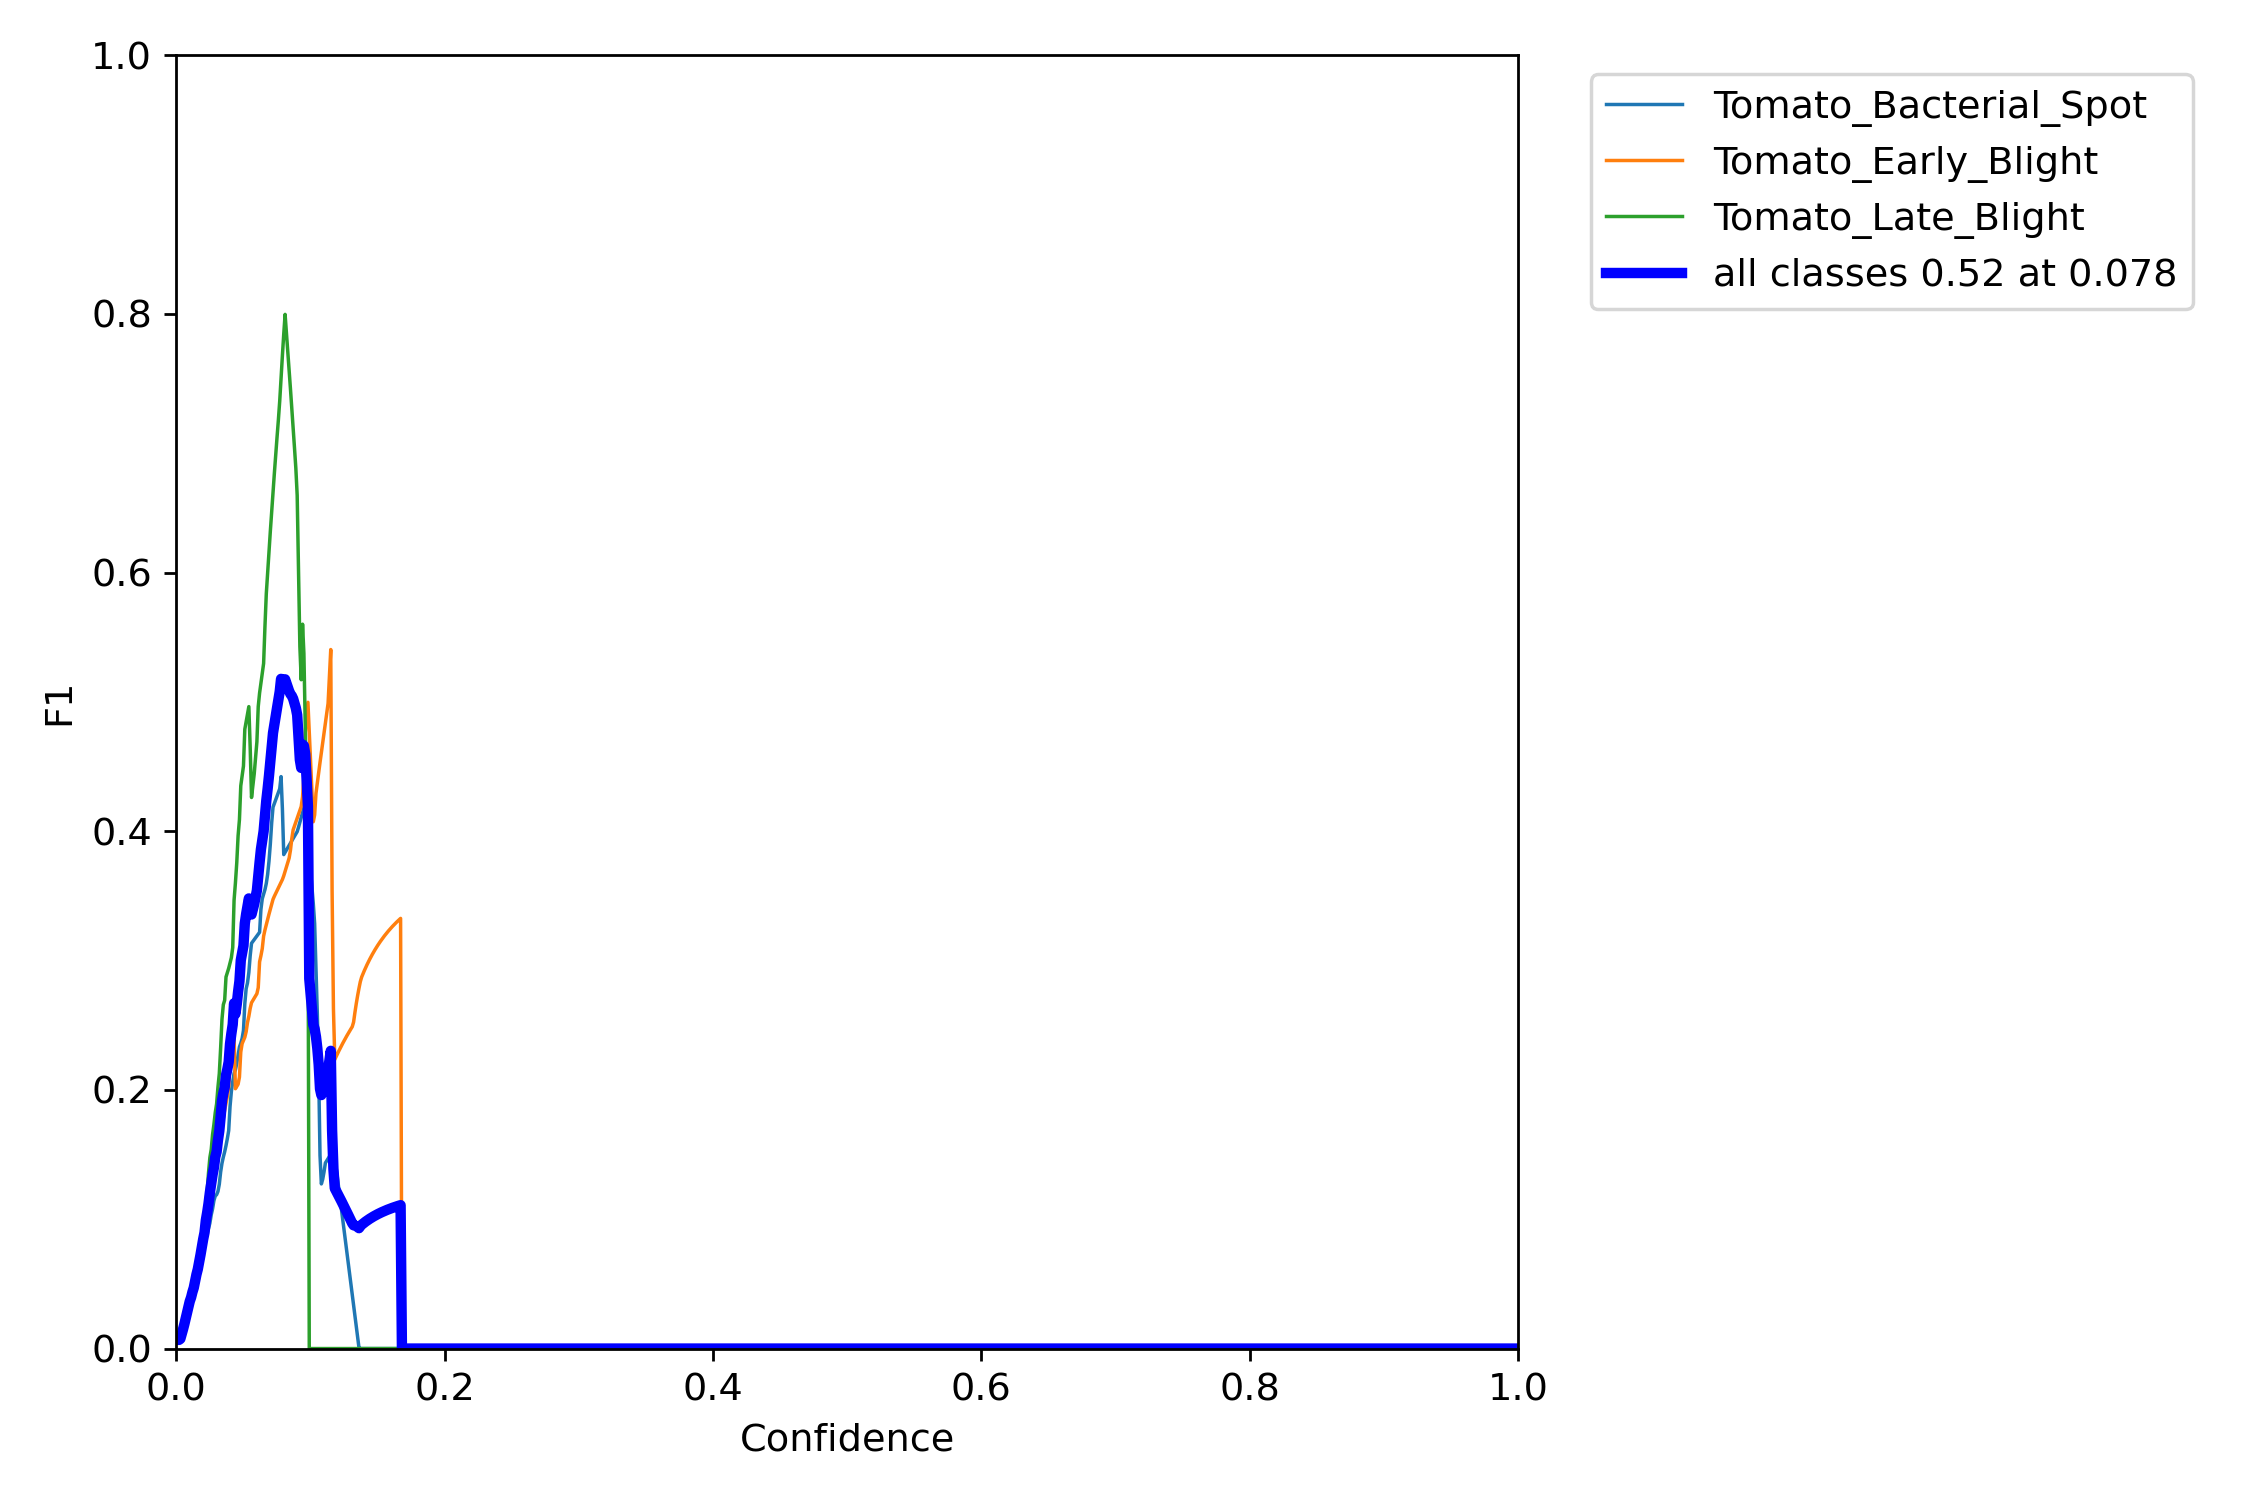 1.0
0.8
0.6
0.4
0.2
0.0
F1
0.0 0.2 0.4 0.6 0.8 1.0
Confidence
Tomato_Bacterial_Spot
Tomato_Early_Blight
Tomato_Late_Blight
all classes 0.52 at 0.078